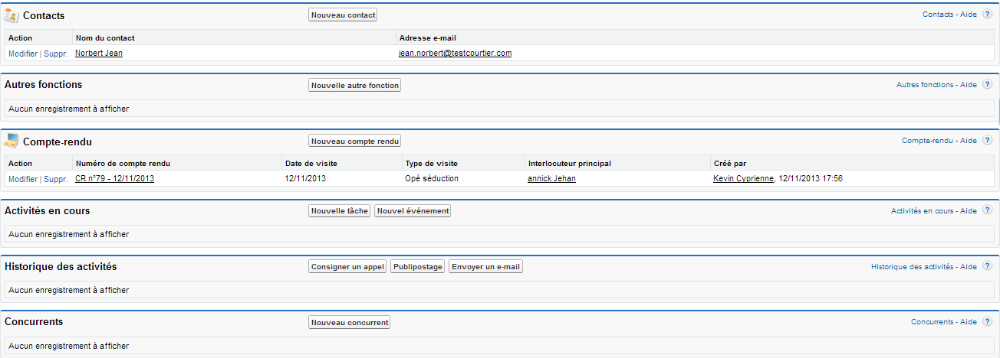 Contacts Nouveau contact Contacts - Aide ?
Action Nom du contact Adresse e-mail
Modifier | Suppr. Norbert Jean jean.norbert@testcourtier.com
Autres fonctions Nouvelle autre fonction Autres fonctions - Aide ?
Aucun enregistrement à afficher
Compte-rendu Nouveau compte rendu Compte-rendu - Aide ?
Action Numéro de compte rendu Date de visite Type de visite Interlocuteur principal Créé par
Modifier | Suppr. CR n°79 - 12/11/2013 12/11/2013 Opé séduction annick Jehan Kevin Cyprienne, 12/11/2013 17:56
Activités en cours Nouvelle tâche Nouvel événement Activités en cours - Aide ?
Aucun enregistrement à afficher
Historique des activités Consigner un appel Publipostage Envoyer un e-mail Historique des activités - Aide ?
Aucun enregistrement à afficher
Concurrents Nouveau concurrent Concurrents - Aide ?
Aucun enregistrement à afficher